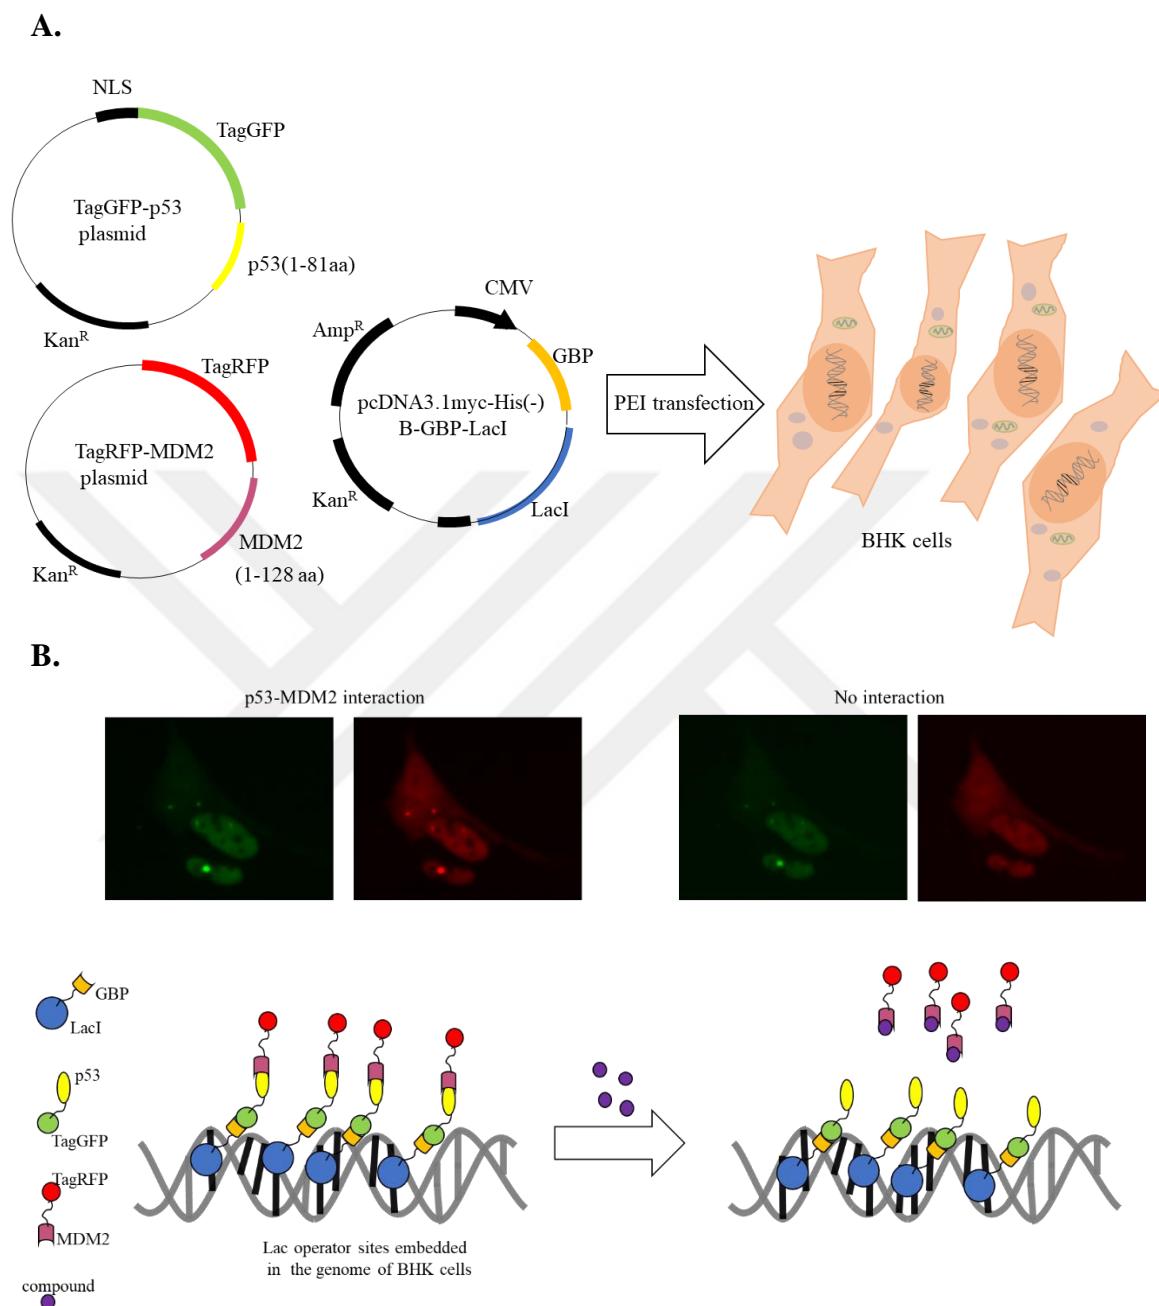 A.
NLS
TagGFP
TagGFP-p53
plasmid
p53(1-81aa)
KanR
TagRFP
TagRFP-MDM2
plasmid
MDM2
(1-128 aa)
KanR
CMV
AmpR
GBP
pcDNA3.1myc-His(-)
B-GBP-LacI
KanR
LacI
PEI transfection
BHK cells
B.
p53-MDM2 interaction
No interaction
GBP
LacI
p53
TagGFP
TagRFP
MDM2
compound
Lac operator sites embedded
in the genome of BHK cells